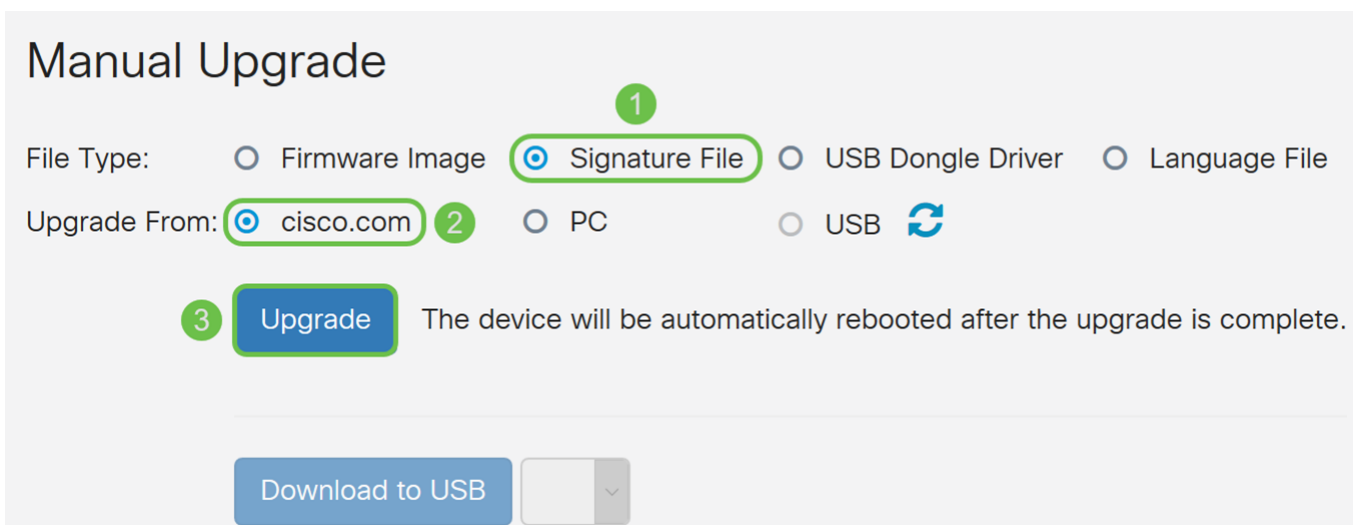 Manual Upgrade
1
File Type: Firmware Image Signature File USB Dongle Driver Language File
Upgrade From: cisco.com 2 PC USB
3 Upgrade The device will be automatically rebooted after the upgrade is complete.
Download to USB